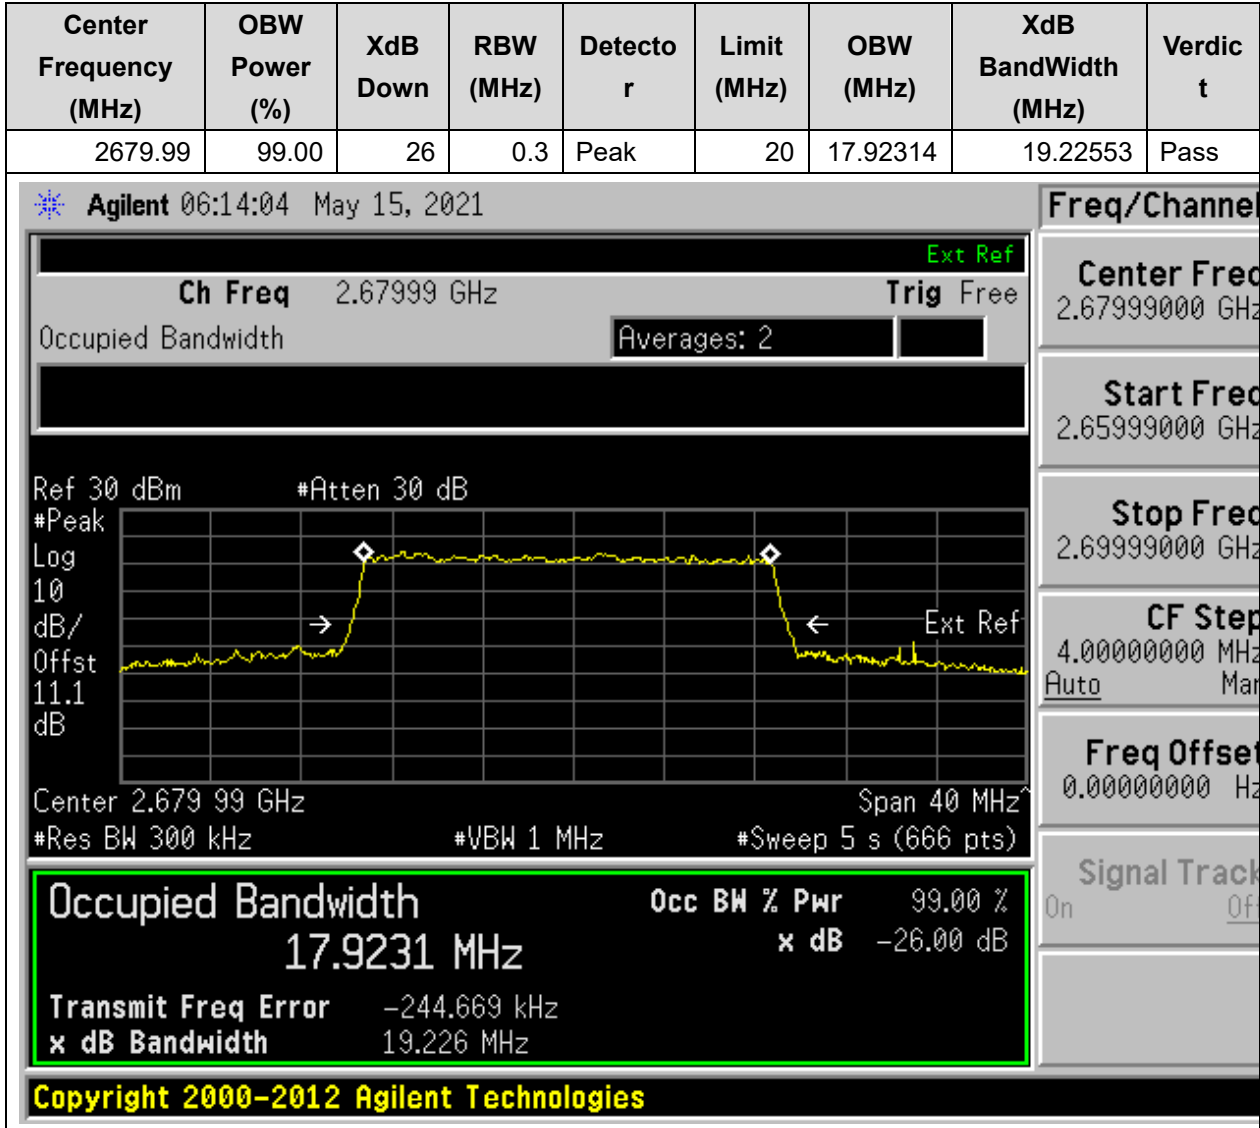 Center Frequency (MHz) OBW Power (%) XdB Down RBW (MHz) Detecto r Limit (MHz) OBW (MHz) XdB BandWidth (MHz) Verdic t
2679.99 99.00 26 0.3 Peak 20 17.92314 19.22553 Pass
Agilent 06:14:04 May 15, 2021
Freq/Channel
Ext Ref
Ch Freq 2.67999 GHz Trig Free
Occupied Bandwidth Averages: 2
Center Freq
2.67999000 GHz
Start Freq
2.65999000 GHz
Stop Freq
2.69999000 GHz
CF Step
4.00000000 MHz
Auto Man
Freq Offset
0.00000000 Hz
Signal Track
On Off
Ref 30 dBm #Atten 30 dB
#Peak
Log
10
dB/
Offst
11.1
dB
Ext Ref
Center 2.679 99 GHz Span 40 MHz^
#Res BW 300 kHz #VBW 1 MHz #Sweep 5 s (666 pts)
Occupied Bandwidth
17.9231 MHz
Occ BW % Pwr 99.00 %
x dB -26.00 dB
Transmit Freq Error -244.669 kHz
x dB Bandwidth 19.226 MHz
Copyright 2000-2012 Agilent Technologies